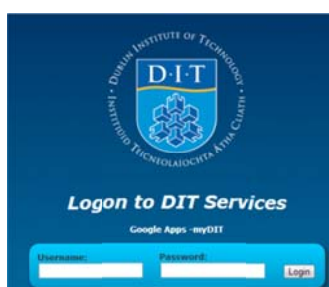 DUBLIN INSTITUTE OF TECHNOLOGY
D·I·T
INSTITIÚID TEICNEOLAÍOCHTA ÁTHA CLIATH
Logon to DIT Services
Google Apps -myDIT
Username: Password:
Login